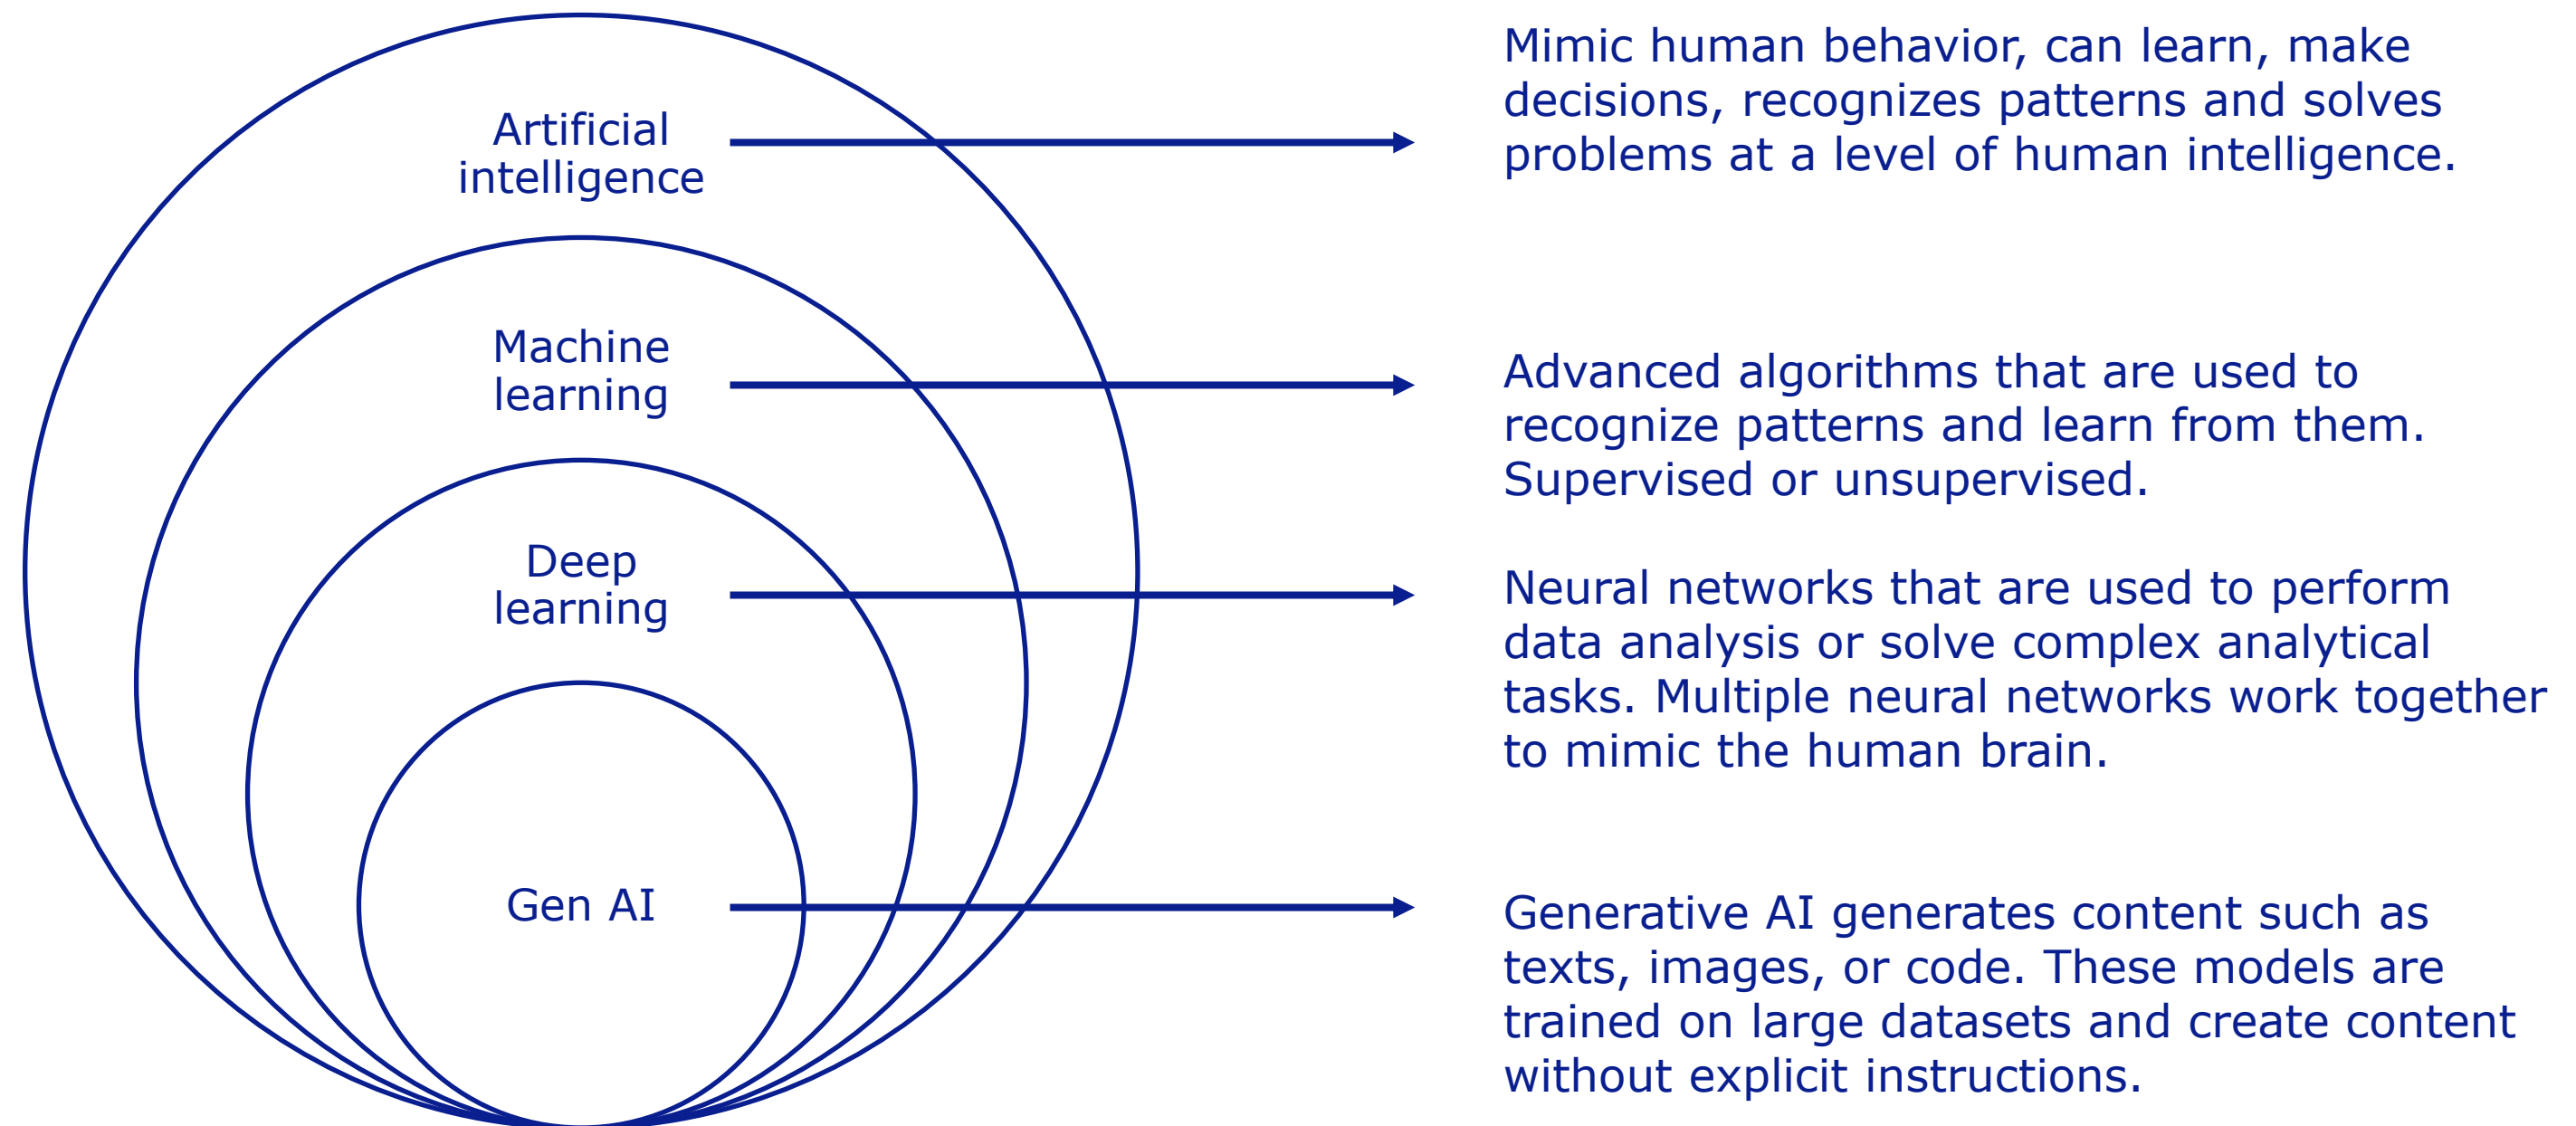 Artificial
intelligence
Mimic human behavior, can learn, make
decisions, recognizes patterns and solves
problems at a level of human intelligence.
Machine
learning
Advanced algorithms that are used to
recognize patterns and learn from them.
Supervised or unsupervised.
Deep
learning
Neural networks that are used to perform
data analysis or solve complex analytical
tasks. Multiple neural networks work together
to mimic the human brain.
Gen AI
Generative AI generates content such as
texts, images, or code. These models are
trained on large datasets and create content
without explicit instructions.